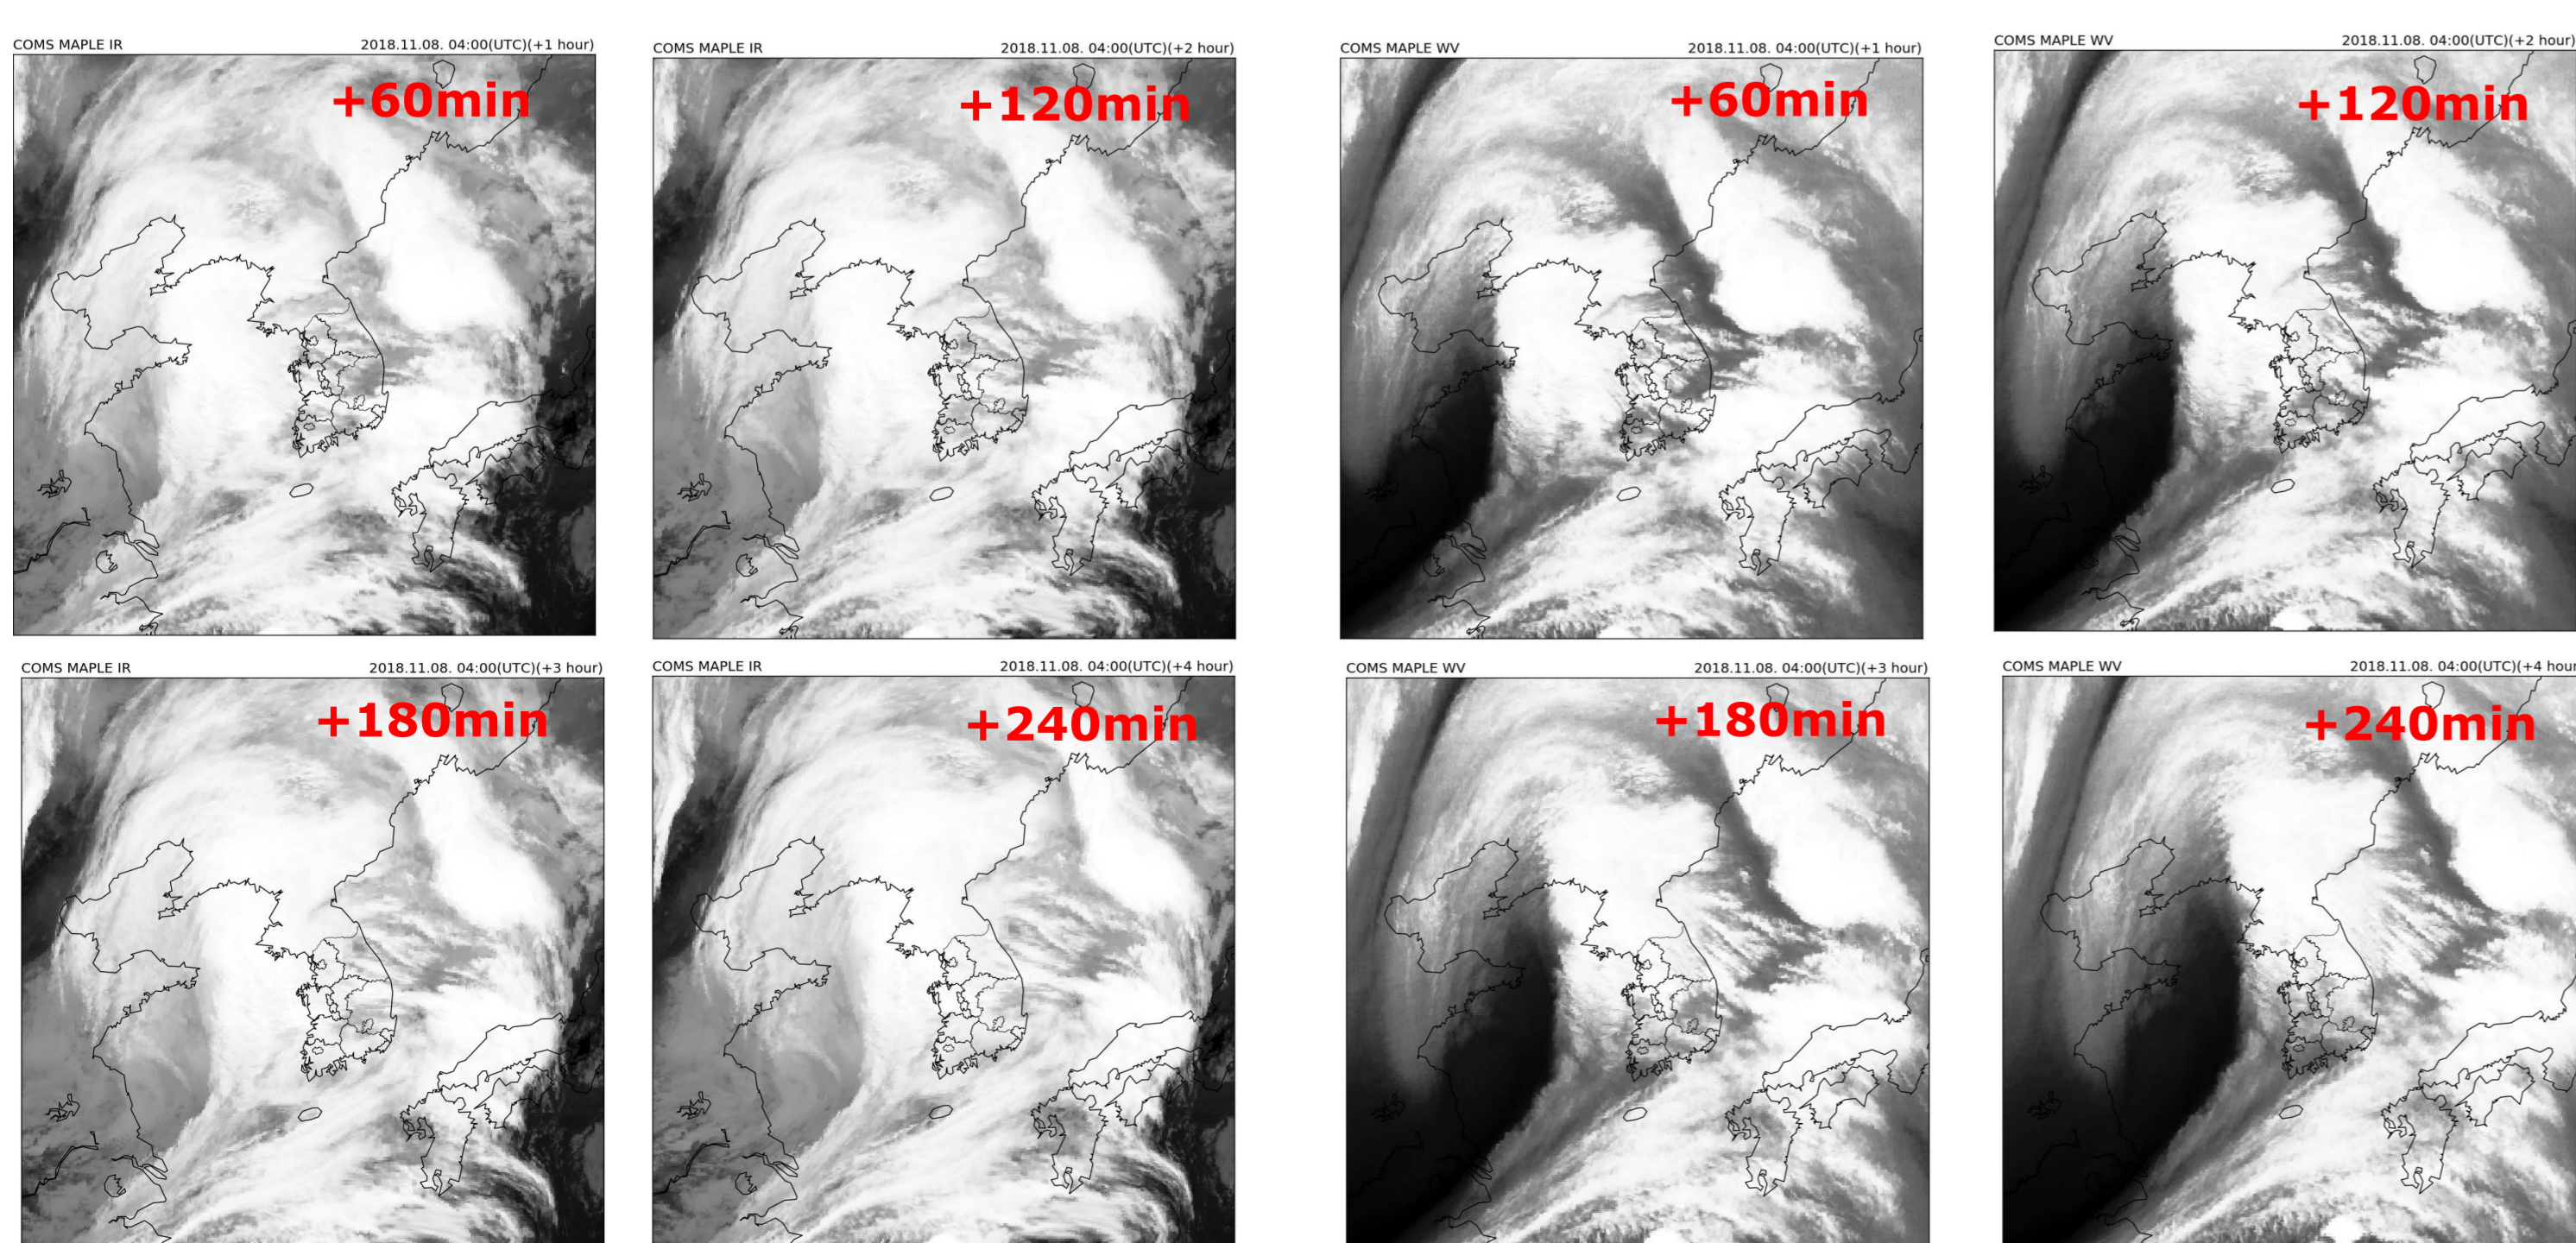 COMS MAPLE IR 2018.11.08. 04:00(UTC)(+1 hour)
+60min
COMS MAPLE IR 2018.11.08. 04:00(UTC)(+2 hour)
+120min
COMS MAPLE WV 2018.11.08. 04:00(UTC)(+1 hour)
+60min
COMS MAPLE WV 2018.11.08. 04:00(UTC)(+2 hour)
+120min
COMS MAPLE IR 2018.11.08. 04:00(UTC)(+3 hour)
+180min
COMS MAPLE IR 2018.11.08. 04:00(UTC)(+4 hour)
+240min
COMS MAPLE WV 2018.11.08. 04:00(UTC)(+3 hour)
+180min
COMS MAPLE WV 2018.11.08. 04:00(UTC)(+4 hour
+240min